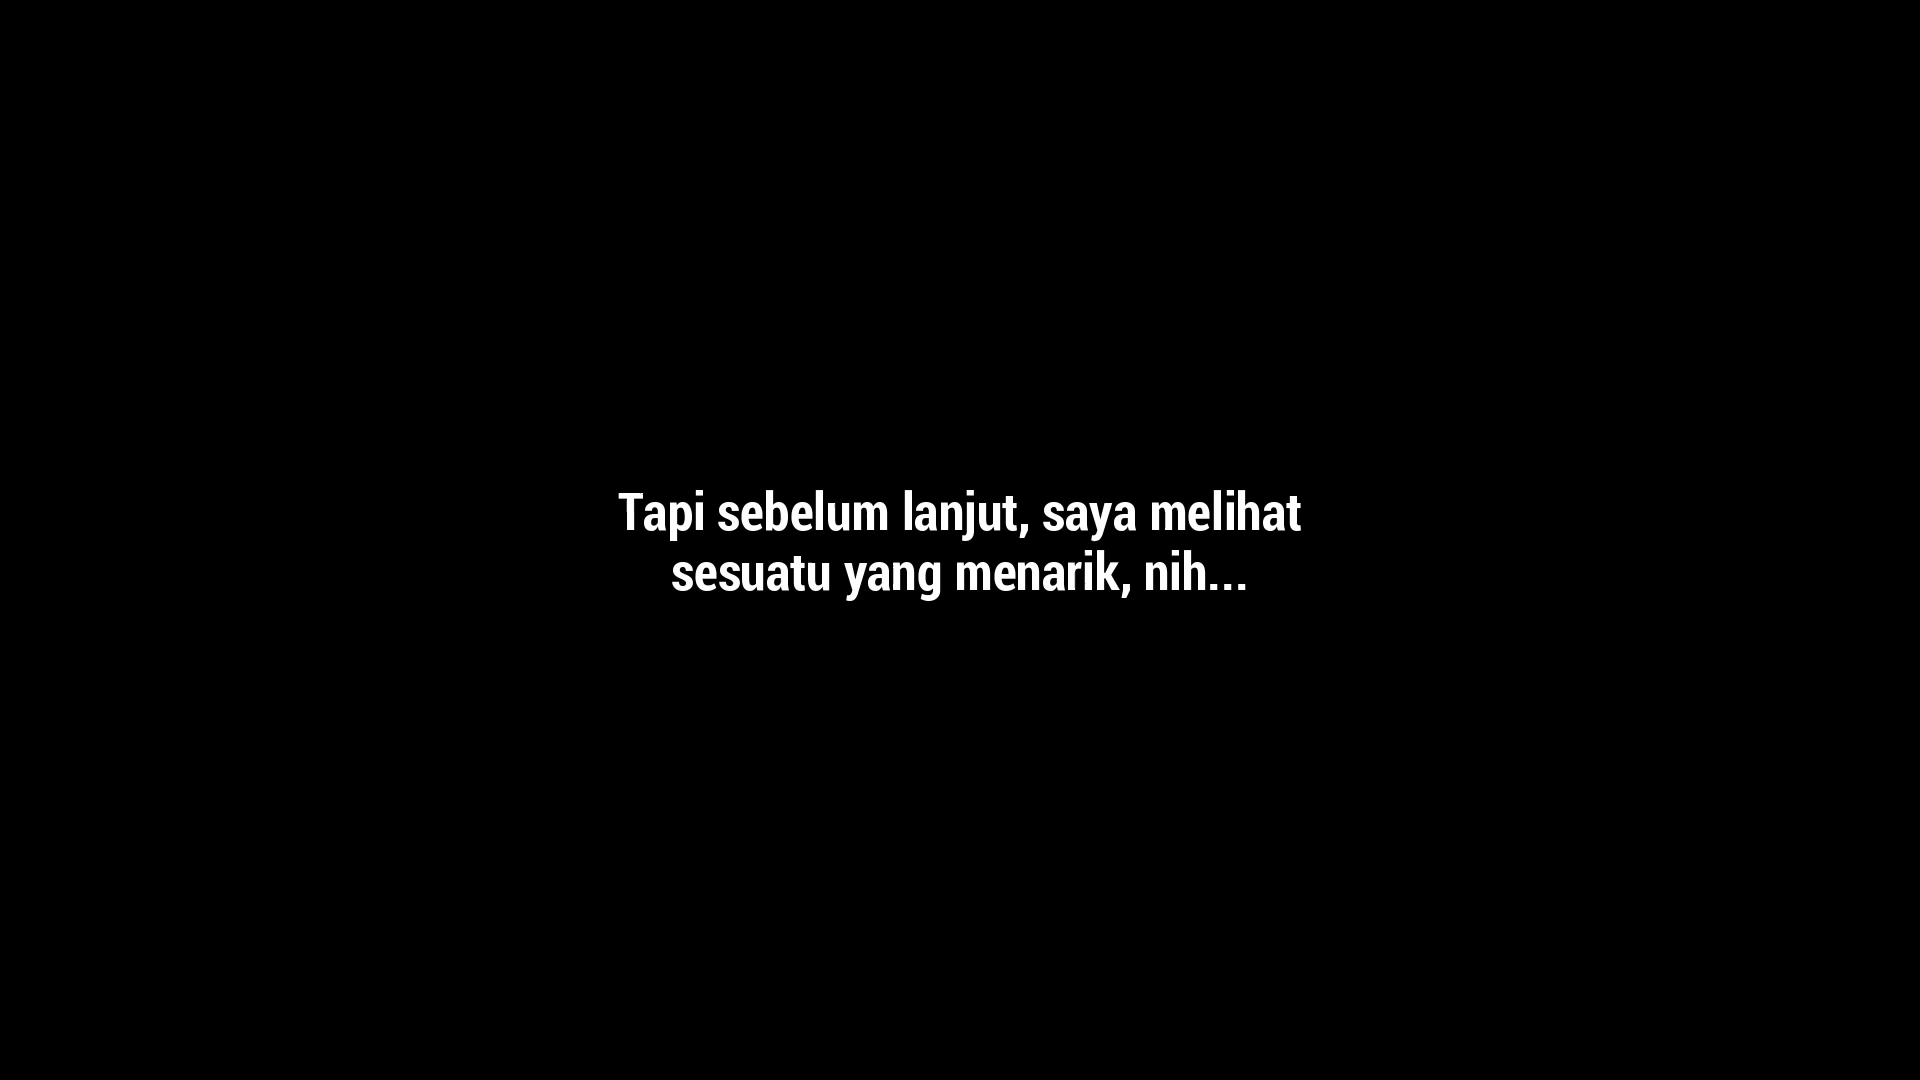 Tapi sebelum lanjut, saya melihat
sesuatu yang menarik, nih...